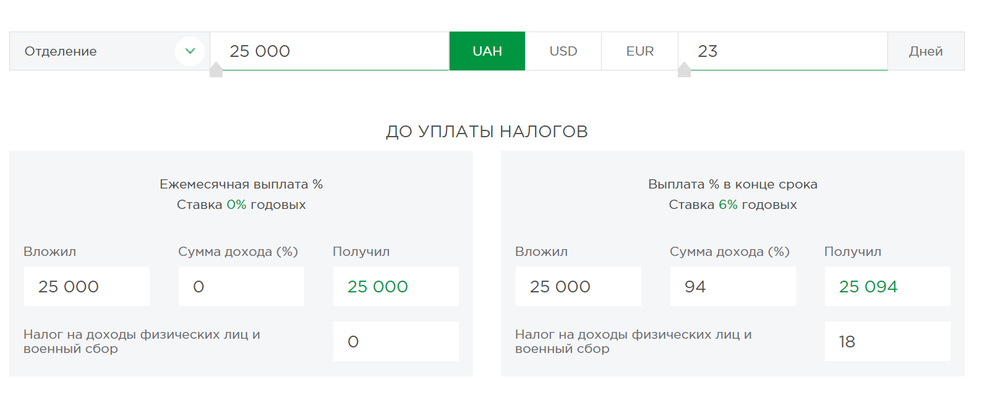 Отделение 25 000 UAH USD EUR 23 Дней
ДО УПЛАТЫ НАЛОГОВ
Ежемесячная выплата %
Ставка 0% годовых
Вложил Сумма дохода (%) Получил
25 000 0 25 000
Налог на доходы физических лиц и
военный сбор
0
Выплата % в конце срока
Ставка 6% годовых
Вложил Сумма дохода (%) Получил
25 000 94 25 094
Налог на доходы физических лиц и
военный сбор
18